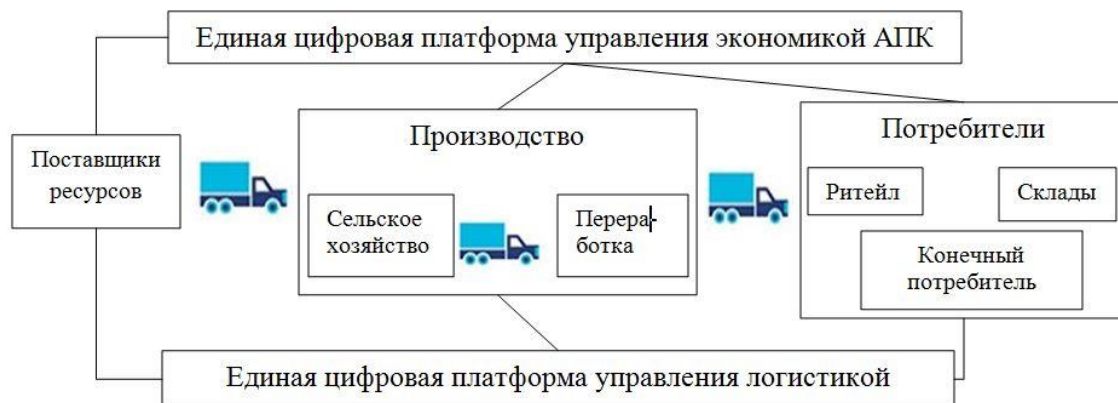 Единая цифровая платформа управления экономикой АПК
Поставщики
ресурсов
Производство
Сельское
хозяйство
Перера-
ботка
Потребители
Ритейл
Склады
Конечный
потребитель
Единая цифровая платформа управления логистикой